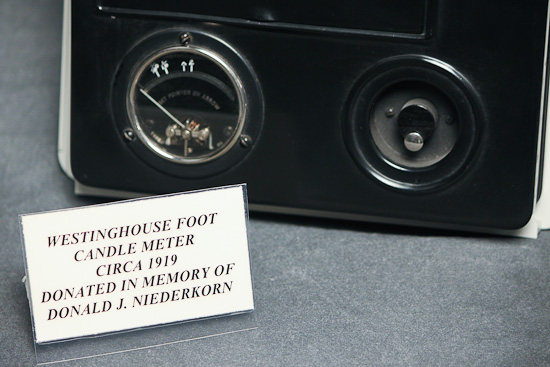 WESTINGHOUSE FOOT
CANDLE METER
CIRCA 1919
DONATED IN MEMORY OF
DONALD J. NIEDERKORN